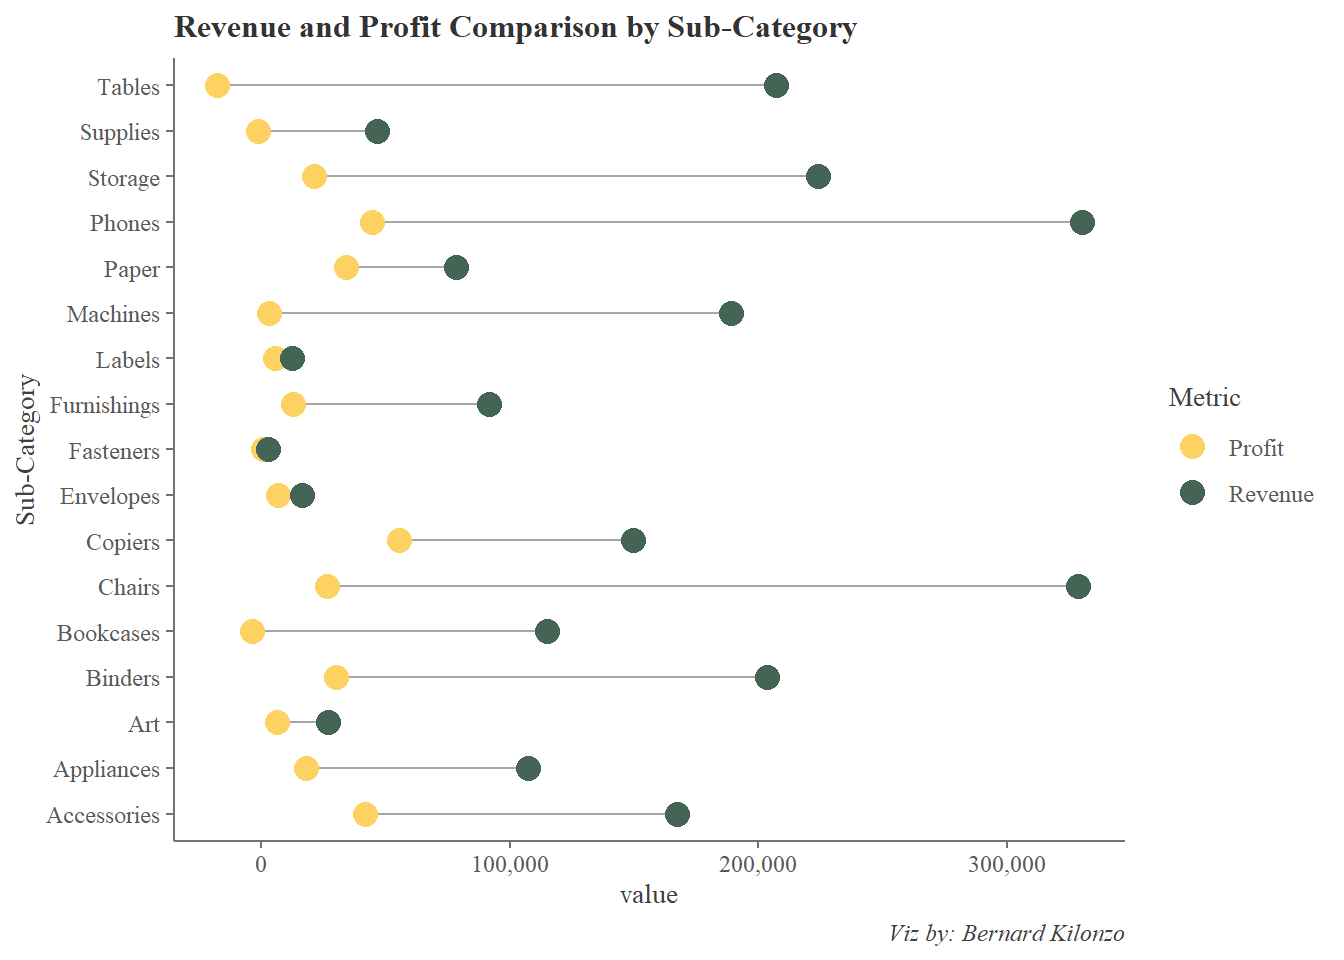 Revenue and Profit Comparison by Sub-Category
Sub-Category
Tables
Supplies
Storage
Phones
Paper
Machines
Labels
Furnishings
Fasteners
Envelopes
Copiers
Chairs
Bookcases
Binders
Art
Appliances
Accessories
0 100,000 200,000 300,000
value
Metric
Profit
Revenue
Viz by: Bernard Kilonzo